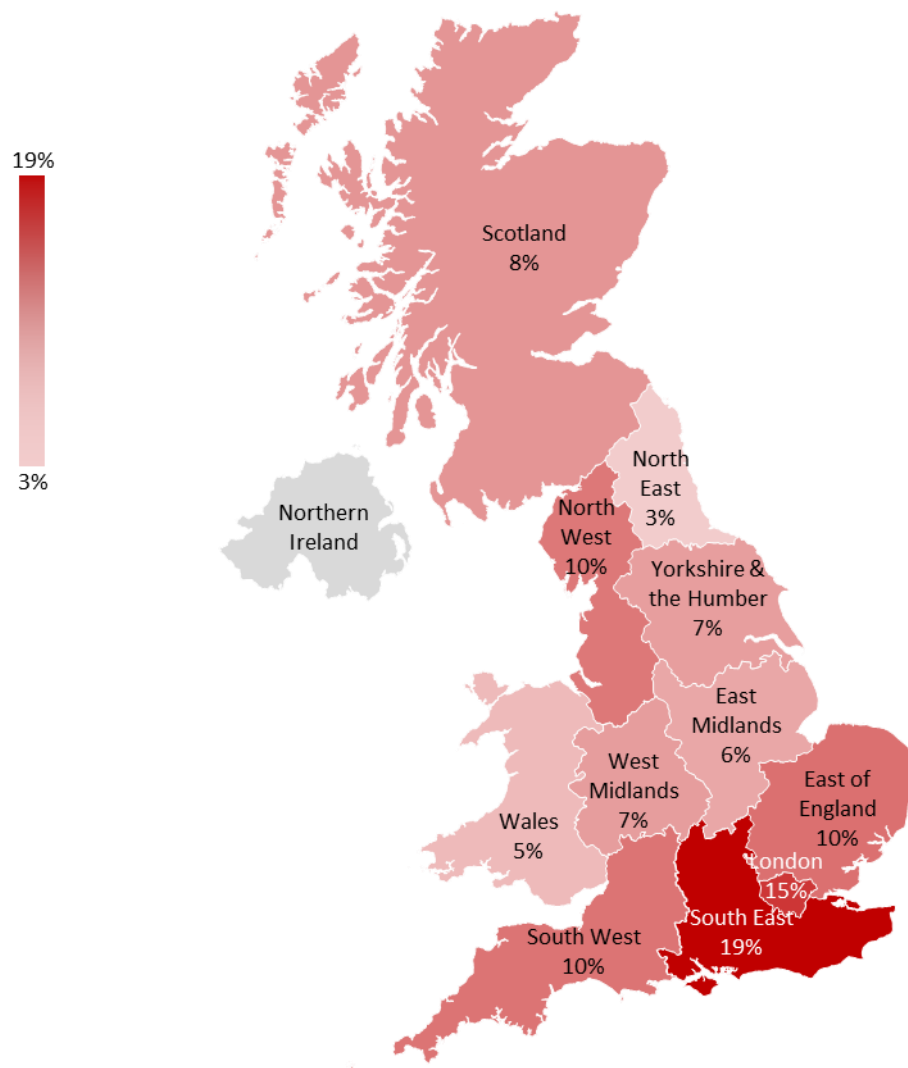 19%
3%
Scotland
8%
North
East
3%
Northern
Ireland
North
West
10%
Yorkshire &
the Humber
7%
East
Midlands
6%
West
Midlands
7%
East of
England
10%
Wales
5%
London
15%
South East
19%
South West
10%